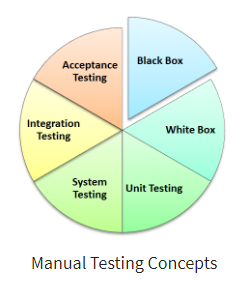 Black Box
White Box
Unit Testing
System
Testing
Integration
Testing
Acceptance
Testing
Manual Testing Concepts